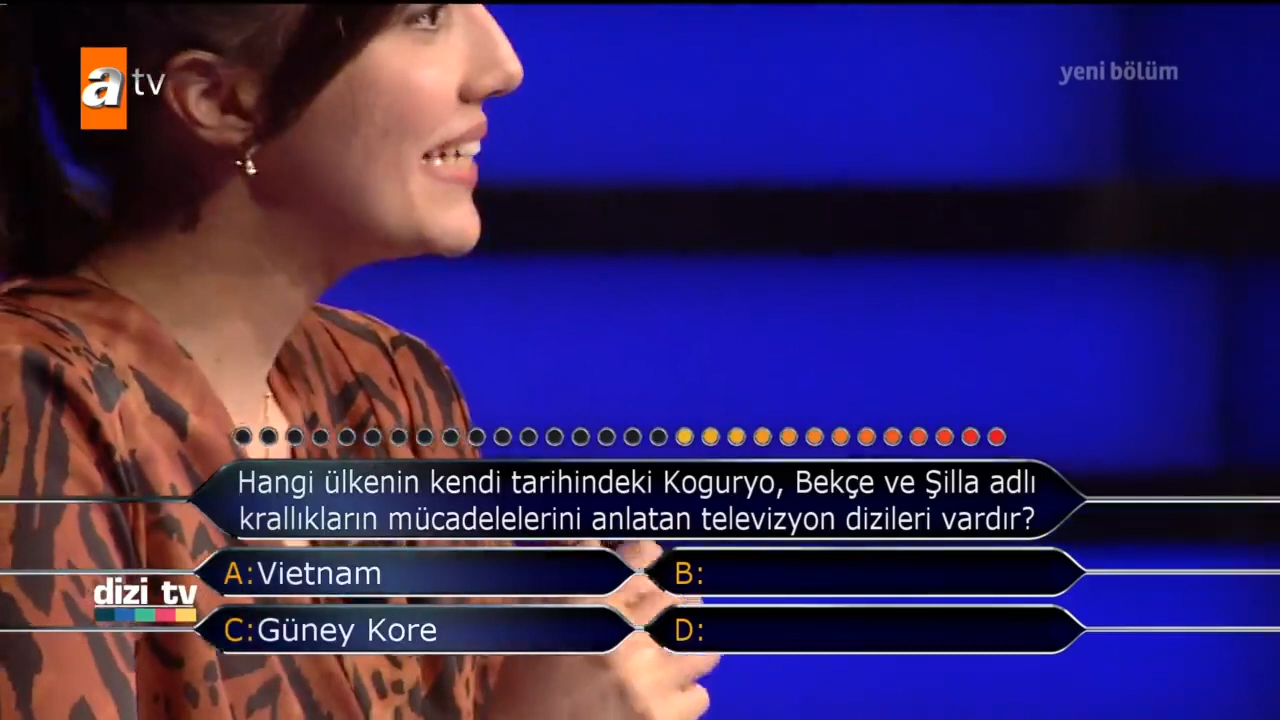 a tv
yeni bölüm
Hangi ülkenin kendi tarihindeki Koguryo, Bekçe ve Şilla adlı
krallıkların mücadelelerini anlatan televizyon dizileri vardır?
A:Vietnam
B:
dizi tv
C:Güney Kore
D: